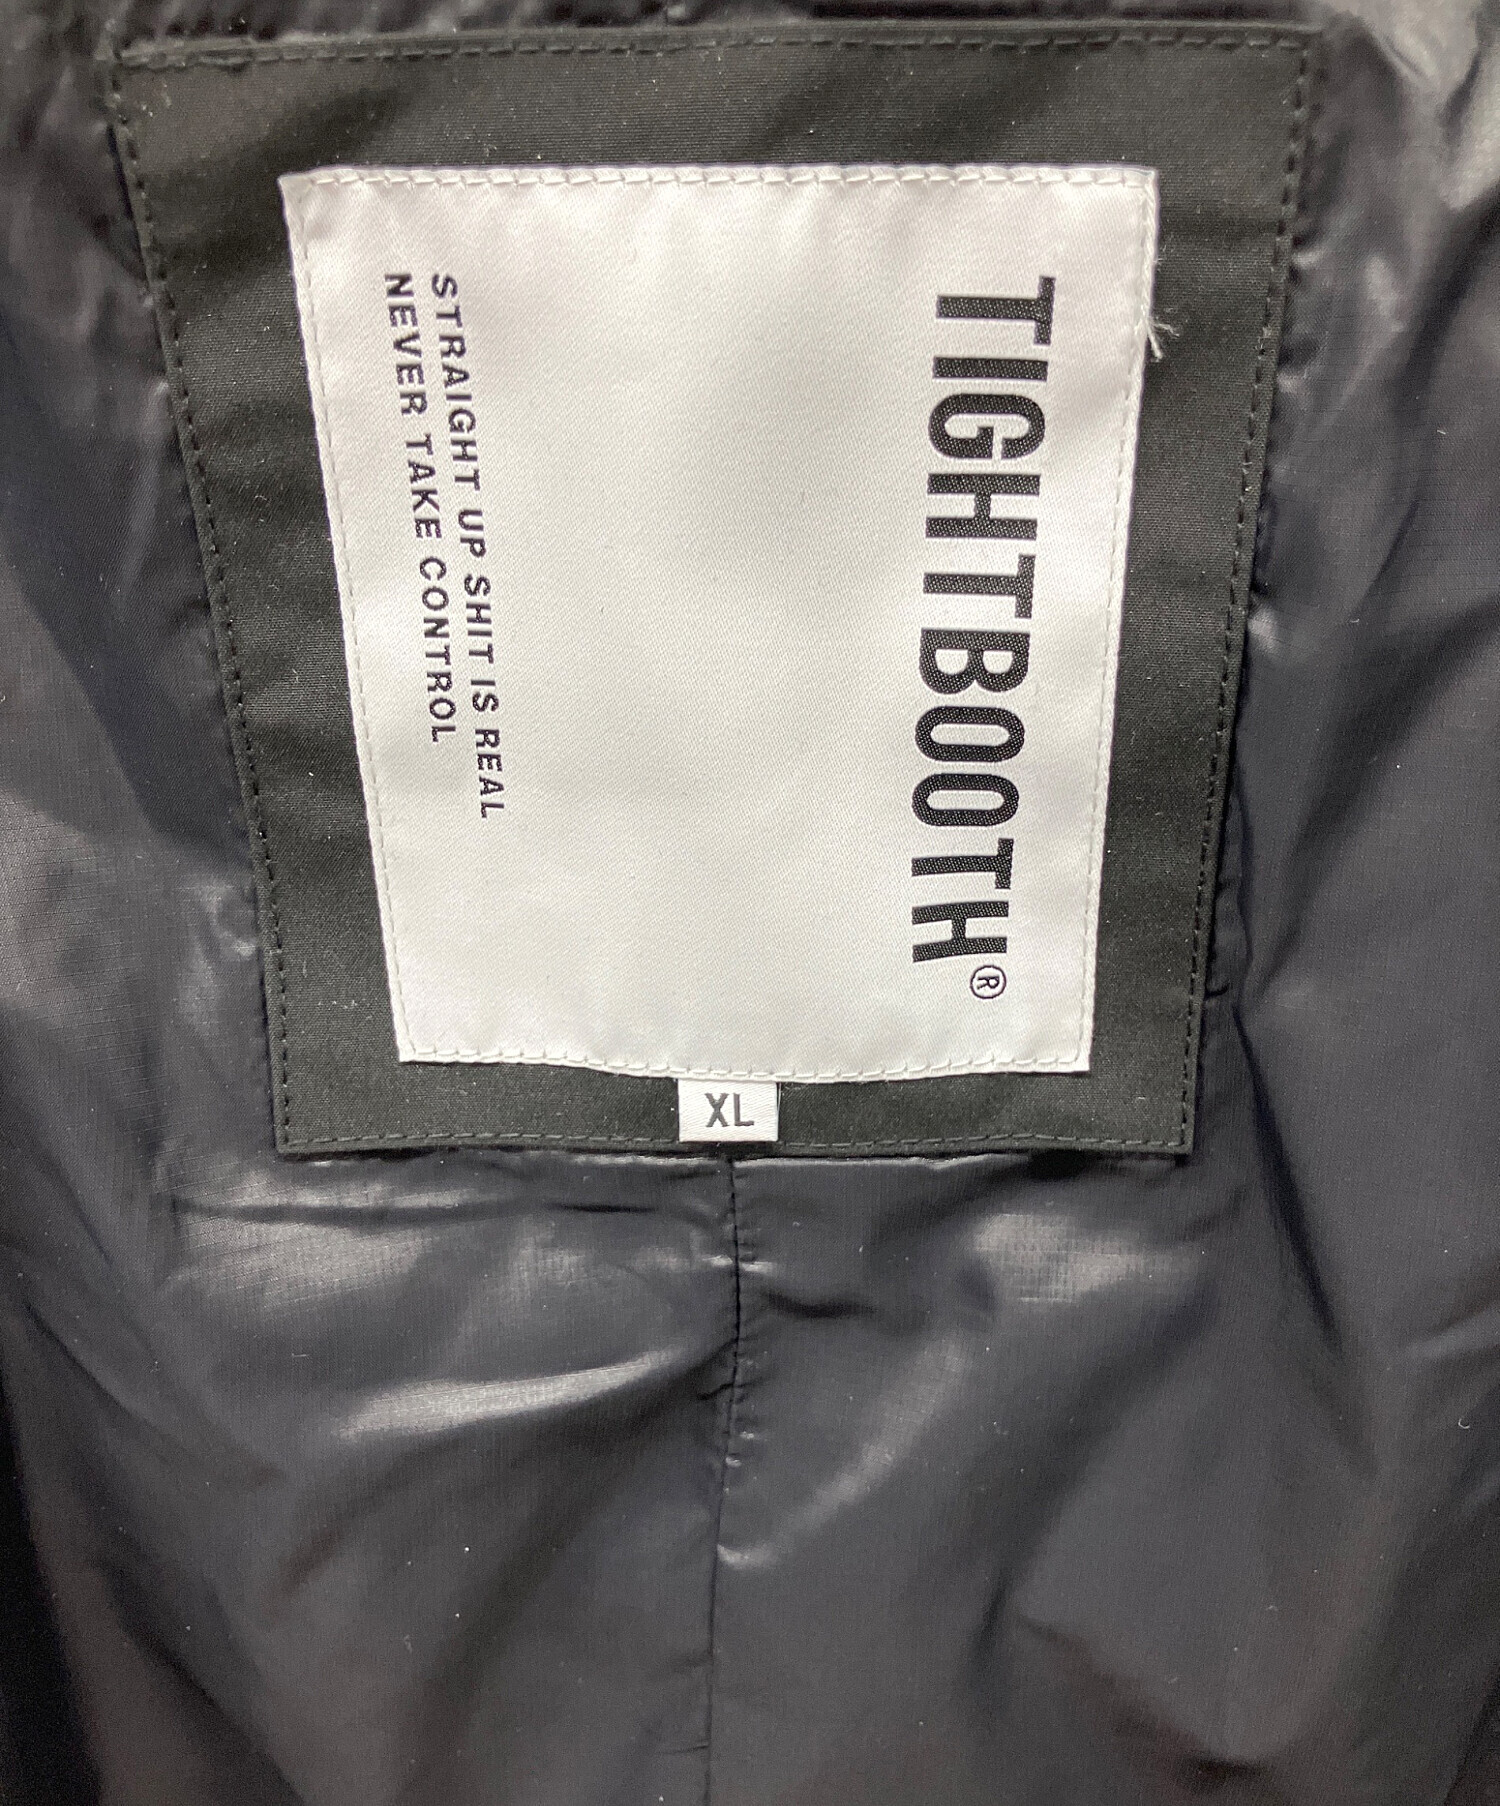 TIGHTBOOTH®
STRAIGHT UP SHIT IS REAL
NEVER TAKE CONTROL
XL